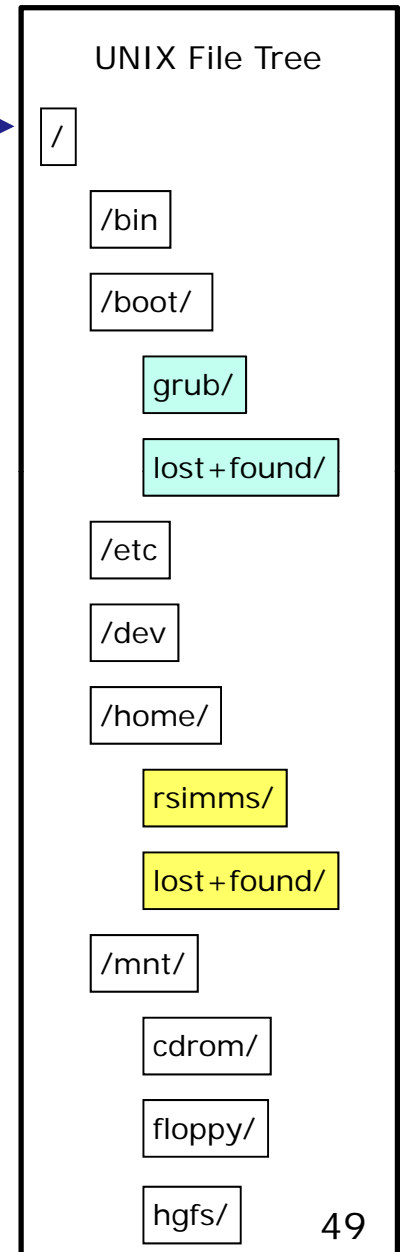 UNIX File Tree
/
/bin
/boot/
grub/
lost+found/
/etc
/dev
/home/
rsimms/
lost+found/
/mnt/
cdrom/
floppy/
hgfs/
49